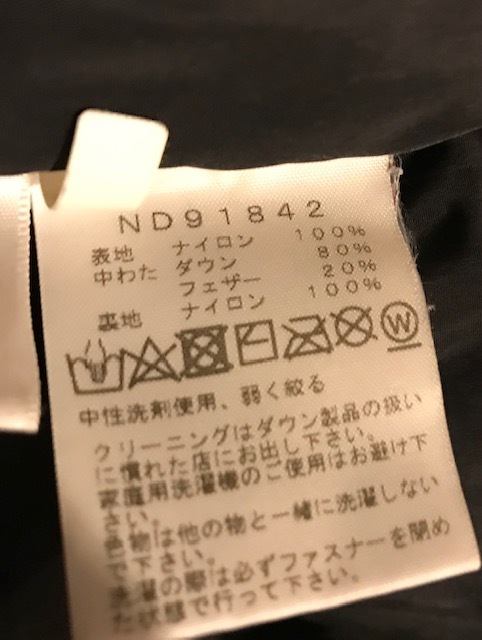 ND91842
表地 ナイロン 100%
中わた ダウン 80%
フェザー 20%
裏地 ナイロン 100%
W
中性洗剤使用、弱く絞る
クリーニングはダウン製品の扱い
に慣れた店にお出し下さい。
家庭用洗濯機のご使用はお避け下
さい。
色物は他の物と一緒に洗濯しない
で下さい。
洗濯の際は必ずファスナーを閉め
た状態で行って下さい。